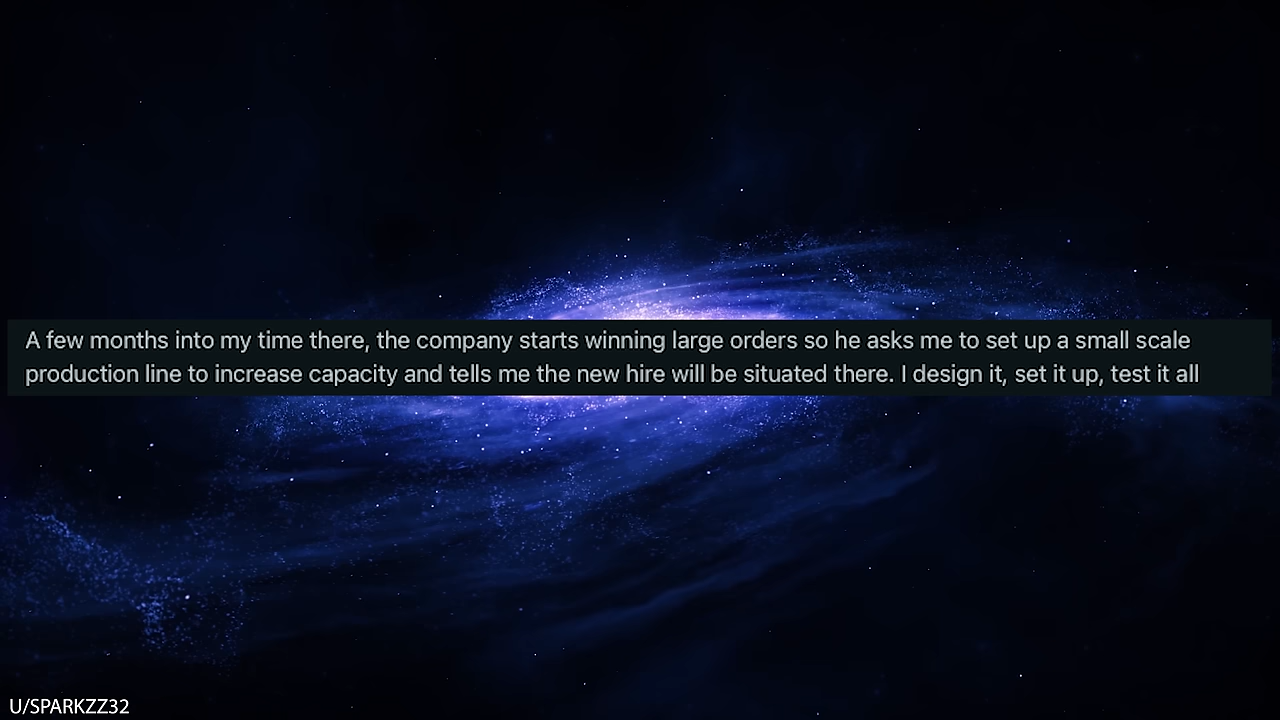 A few months into my time there, the company starts winning large orders so he asks me to set up a small scale
production line to increase capacity and tells me the new hire will be situated there. I design it, set it up, test it all
U/SPARKZZ32